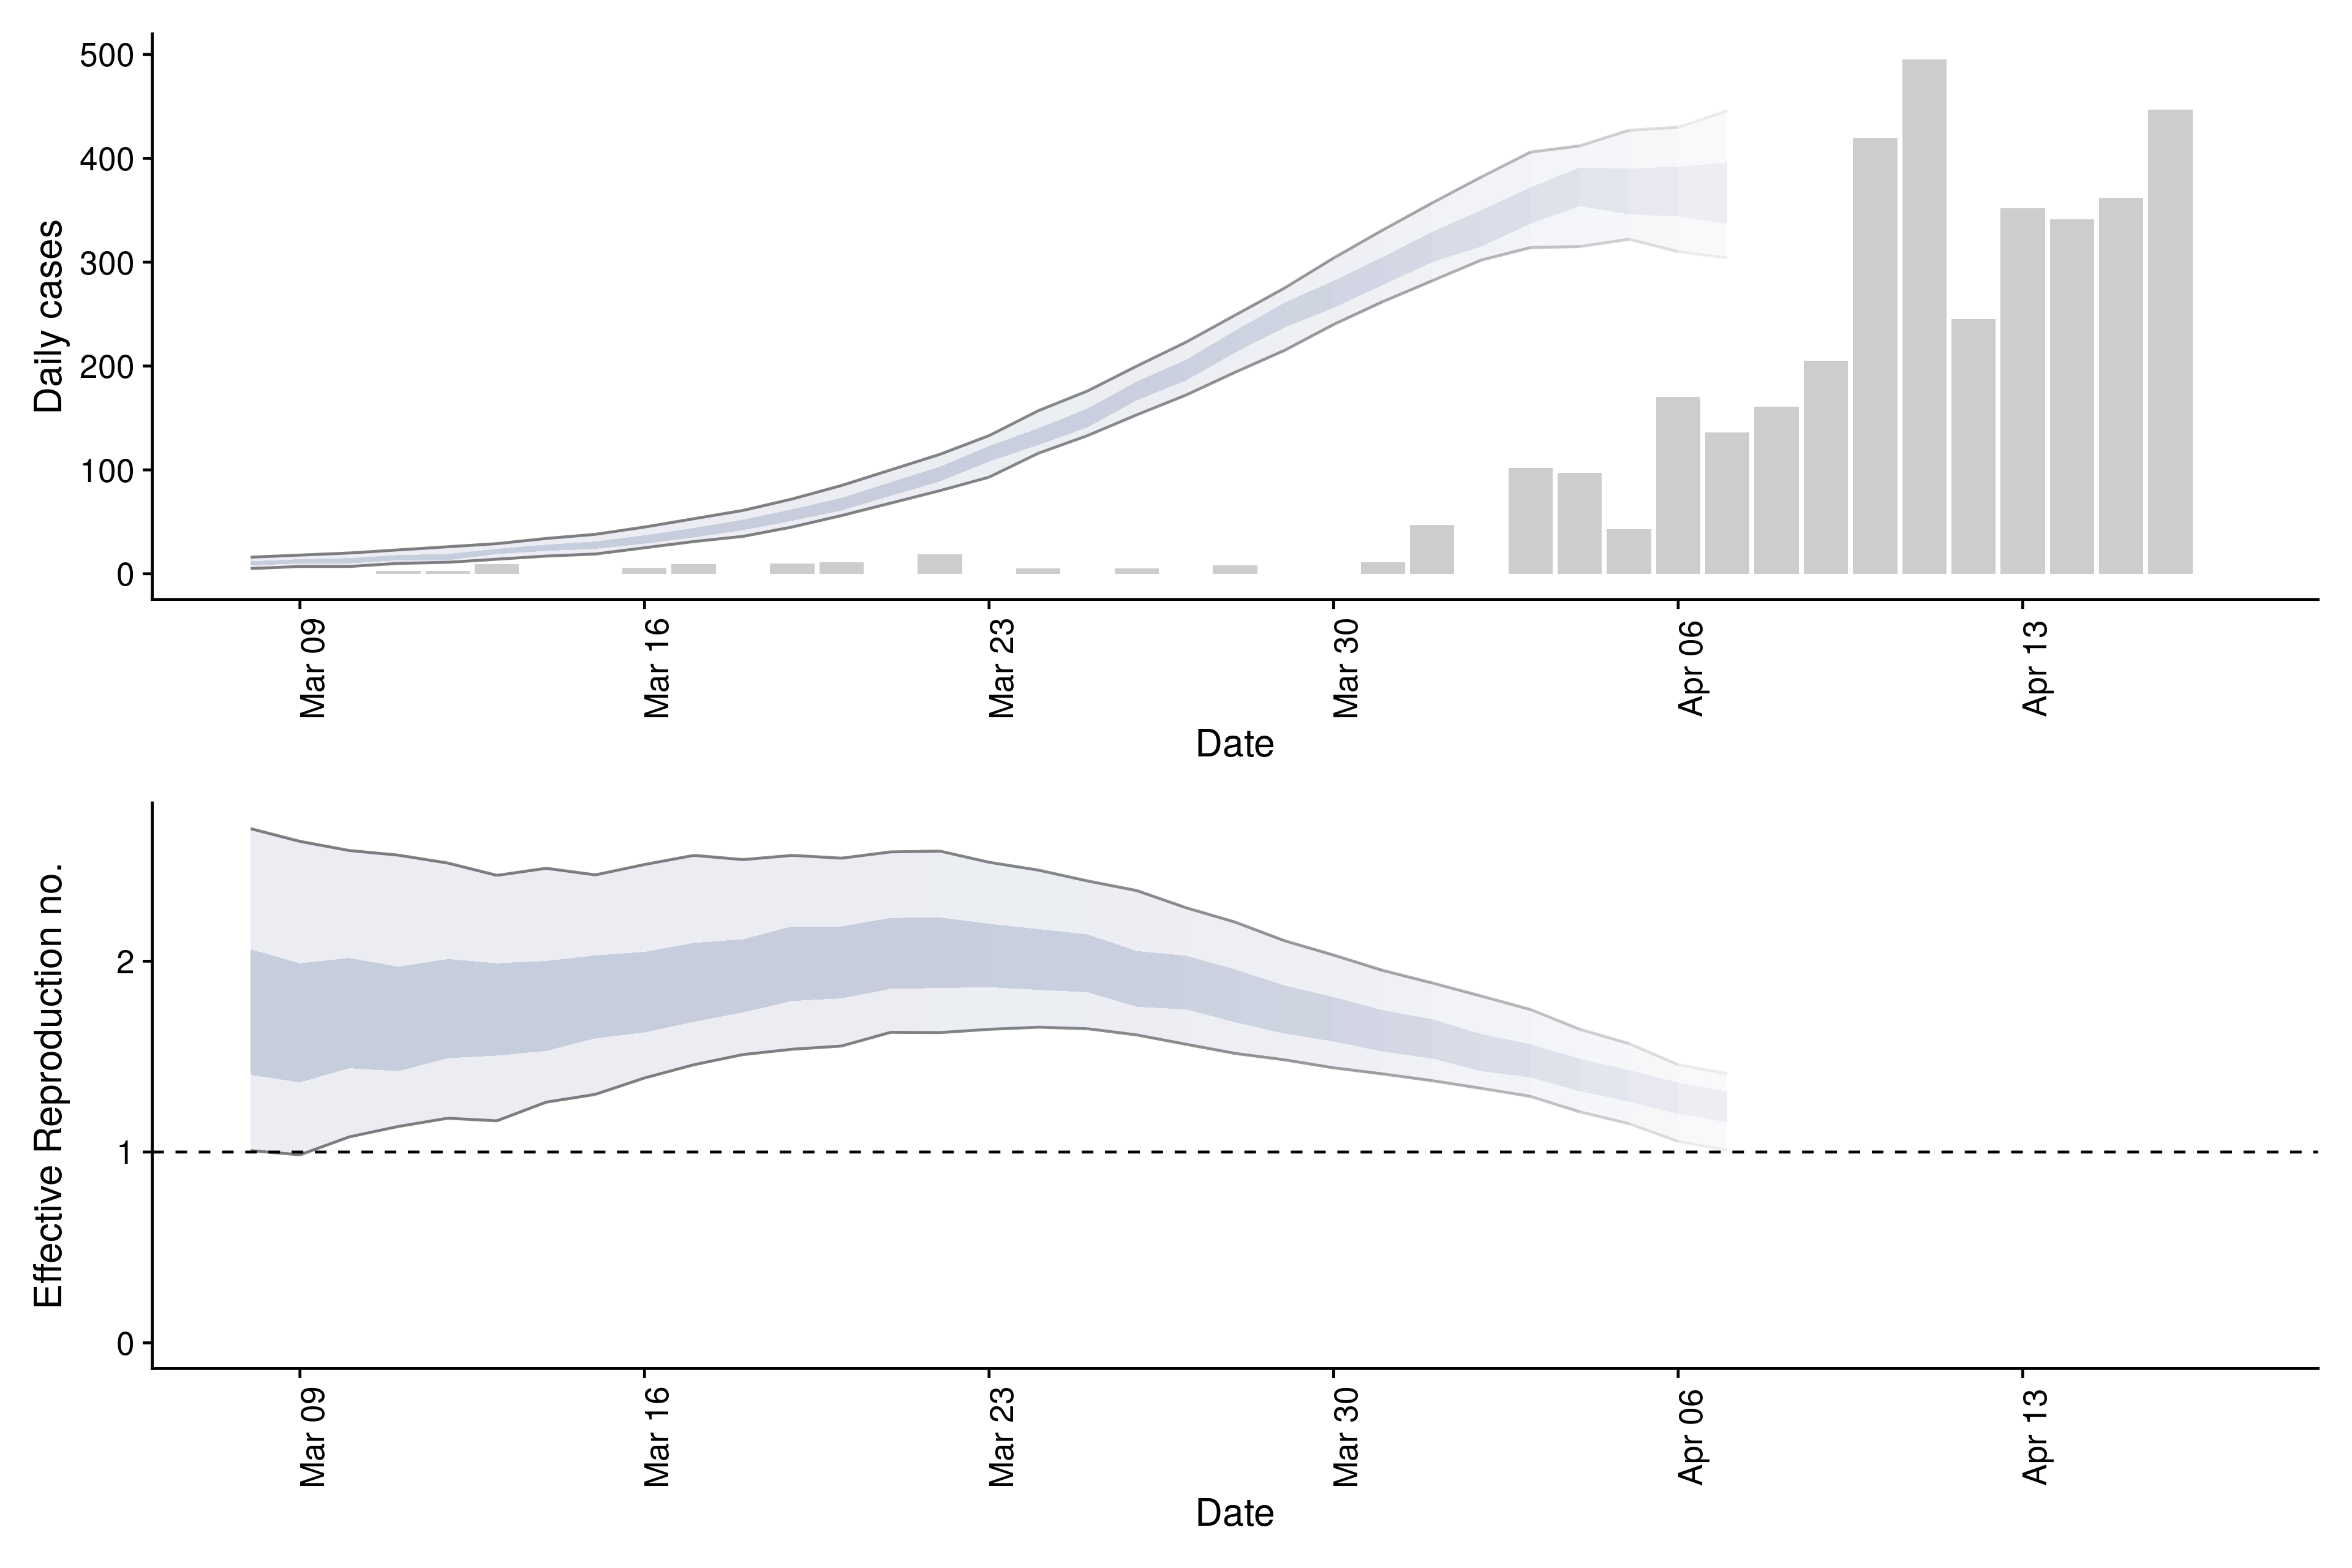 Daily cases
500
400
300
200
100
0
Mar 09
Mar 16
Mar 23
Mar 30
Apr 06
Apr 13
Date
Effective Reproduction no.
2
1
0
Mar 09
Mar 16
Mar 23
Mar 30
Apr 06
Apr 13
Date